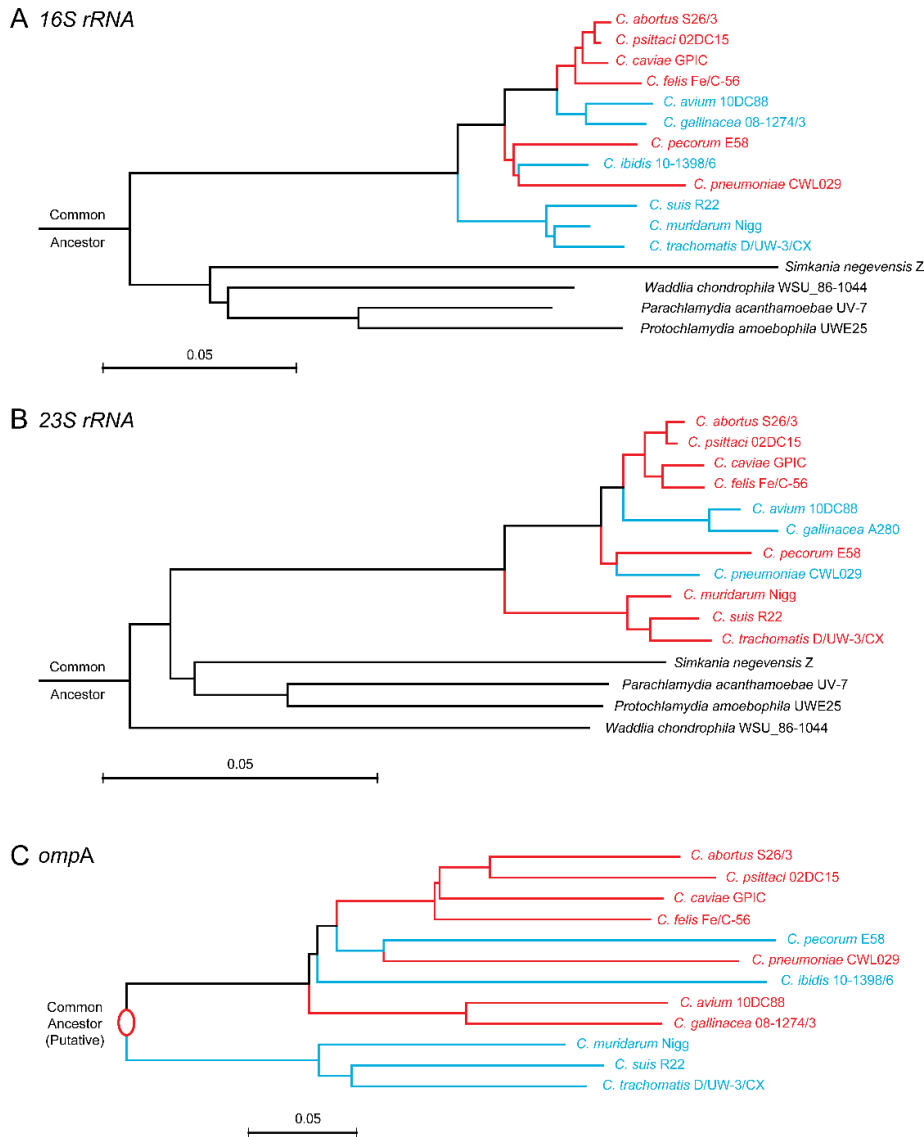 A 16S rRNA
C. abortus S26/3
C. psittaci 02DC15
C. caviae GPIC
C. felis Fe/C-56
C. avium 10DC88
C. gallinacea 08-1274/3
C. pecorum E58
C. ibidis 10-1398/6
C. pneumoniae CWL029
C. suis R22
C. muridarum Nigg
C. trachomatis D/UW-3/CX
Common
Ancestor
Simkania negevensis Z
Waddlia chondrophila WSU_86-1044
Parachlamydia acanthamoebae UV-7
Protochlamydia amoebophila UWE25
0.05
B 23S rRNA
C. abortus S26/3
C. psittaci 02DC15
C. caviae GPIC
C. felis Fe/C-56
C. avium 10DC88
C. gallinacea A280
C. pecorum E58
C. pneumoniae CWL029
C. muridarum Nigg
C. suis R22
C. trachomatis D/UW-3/CX
Common
Ancestor
Simkania negevensis Z
Parachlamydia acanthamoebae UV-7
Protochlamydia amoebophila UWE25
Waddlia chondrophila WSU_86-1044
0.05
C ompA
C. abortus S26/3
C. psittaci 02DC15
C. caviae GPIC
C. felis Fe/C-56
C. pecorum E58
C. pneumoniae CWL029
C. ibidis 10-1398/6
C. avium 10DC88
C. gallinacea 08-1274/3
Common
Ancestor
(Putative)
C. muridarum Nigg
C. suis R22
C. trachomatis D/UW-3/CX
0.05